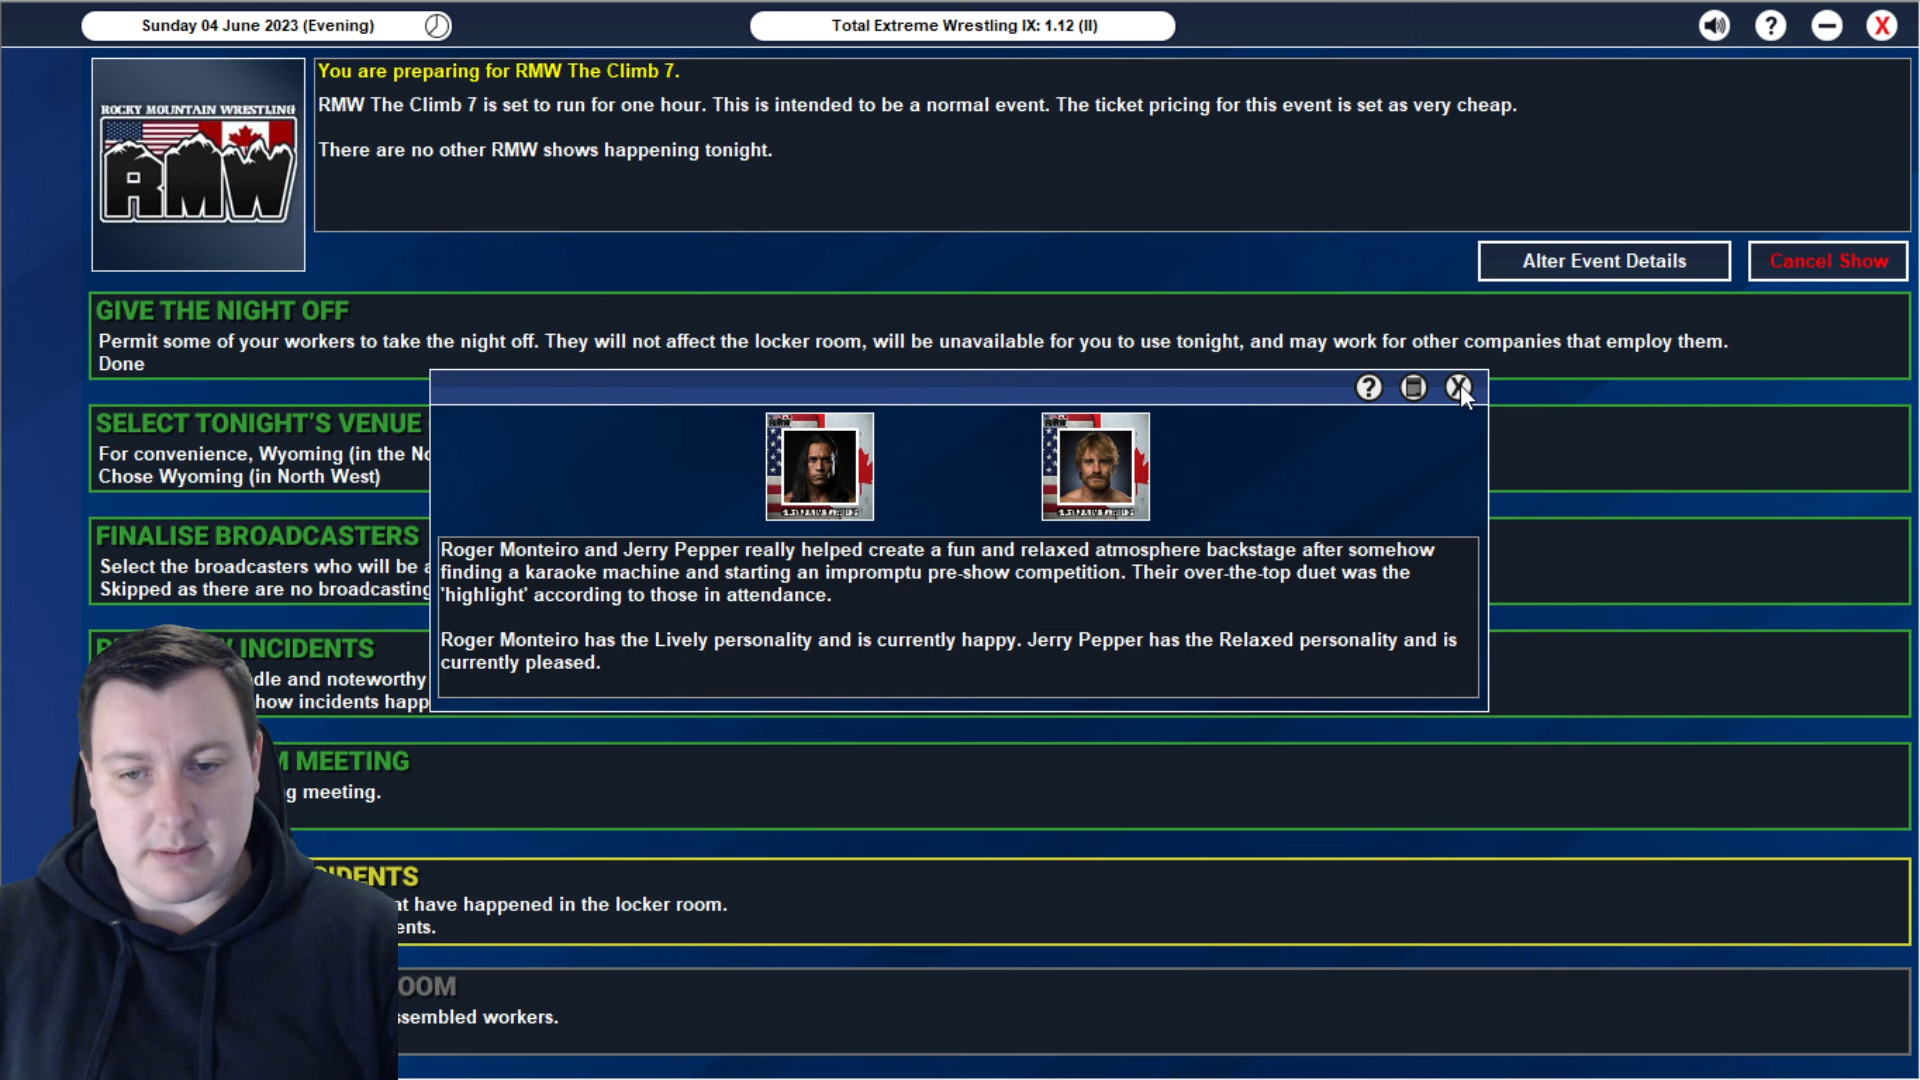 Sunday 04 June 2023 (Evening)
Total Extreme Wrestling IX: 1.12 (II)
? X
ROCKY MOUNTAIN WRESTLING
RMW
You are preparing for RMW The Climb 7.
RMW The Climb 7 is set to run for one hour. This is intended to be a normal event. The ticket pricing for this event is set as very cheap.
There are no other RMW shows happening tonight.
Alter Event Details
Cancel Show
GIVE THE NIGHT OFF
Permit some of your workers to take the night off. They will not affect the locker room, will be unavailable for you to use tonight, and may work for other companies that employ them.
Done
SELECT TONIGHT'S VENUE
For convenience, Wyoming (in the
Chose Wyoming (in North West)
FINALISE BROADCASTERS
Select the broadcasters who will be
Skipped as there are no broadcasting
INCIDENTS
and noteworthy
incidents
? X
RMW
RMW
Roger Monteiro and Jerry Pepper really helped create a fun and relaxed atmosphere backstage after somehow
finding a karaoke machine and starting an impromptu pre-show competition. Their over-the-top duet was the
'highlight' according to those in attendance.
Roger Monteiro has the Lively personality and is currently happy. Jerry Pepper has the Relaxed personality and is
currently pleased.
MEETING
meeting.
have happened in the locker room.
workers.